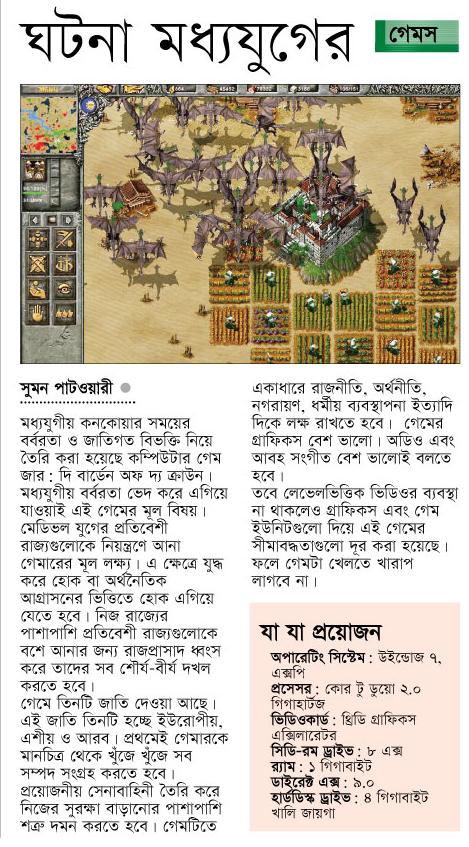 ঘটনা মধ্যযুগের
গেমস
সুমন পাটওয়ারী
মধ্যযুগীয় কনকোয়ার সময়ের
বর্বরতা ও জাতিগত বিভক্তি নিয়ে
তৈরি করা হয়েছে কম্পিউটার গেম
জার : দি বার্ডেন অফ দ্য ক্রাউন।
মধ্যযুগীয় বর্বরতা ভেদ করে এগিয়ে
যাওয়াই এই গেমের মূল বিষয়।
মেডিভল যুগের প্রতিবেশী
রাজ্যগুলোকে নিয়ন্ত্রণে আনা
গেমারের মূল লক্ষ্য। এ ক্ষেত্রে যুদ্ধ
করে হোক বা অর্থনৈতিক
আগ্রাসনের ভিত্তিতে হোক এগিয়ে
যেতে হবে। নিজ রাজ্যের
পাশাপাশি প্রতিবেশী রাজ্যগুলোকে
বশে আনার জন্য রাজপ্রাসাদ ধ্বংস
করে তাদের সব শৌর্য-বীর্য দখল
করতে হবে।
গেমে তিনটি জাতি দেওয়া আছে।
এই জাতি তিনটি হচ্ছে ইউরোপীয়,
এশীয় ও আরব। প্রথমেই গেমারকে
মানচিত্র থেকে খুঁজে খুঁজে সব
সম্পদ সংগ্রহ করতে হবে।
প্রয়োজনীয় সেনাবাহিনী তৈরি করে
নিজের সুরক্ষা বাড়ানোর পাশাপাশি
শত্রু দমন করতে হবে। গেমটিতে
একাধারে রাজনীতি, অর্থনীতি,
নগরায়ণ, ধর্মীয় ব্যবস্থাপনা ইত্যাদি
দিকে লক্ষ রাখতে হবে। গেমের
গ্রাফিকস বেশ ভালো। অডিও এবং
আবহ সংগীত বেশ ভালোই বলতে
হবে।
তবে লেভেলভিত্তিক ভিডিওর ব্যবস্থা
না থাকলেও গ্রাফিকস এবং গেম
ইউনিটগুলো দিয়ে এই গেমের
সীমাবদ্ধতাগুলো দূর করা হয়েছে।
ফলে গেমটা খেলতে খারাপ
লাগবে না।
যা যা প্রয়োজন
অপারেটিং সিস্টেম : উইন্ডোজ ৭,
এক্সপি
প্রসেসর : কোর টু ডুয়ো ২.০
গিগাহার্টজ
ভিডিওকার্ড : থ্রিডি গ্রাফিকস
এক্সিলারেটর
সিডি-রম ড্রাইভ : ৮ এক্স
র‍্যাম : ১ গিগাবাইট
ডাইরেক্ট এক্স : ৯.০
হার্ডডিস্ক ড্রাইভ : ৪ গিগাবাইট
খালি জায়গা